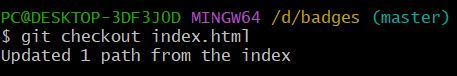 PC@DESKTOP-3DF3J0D MINGW64 /d/badges (master)
$ git checkout index.html
Updated 1 path from the index